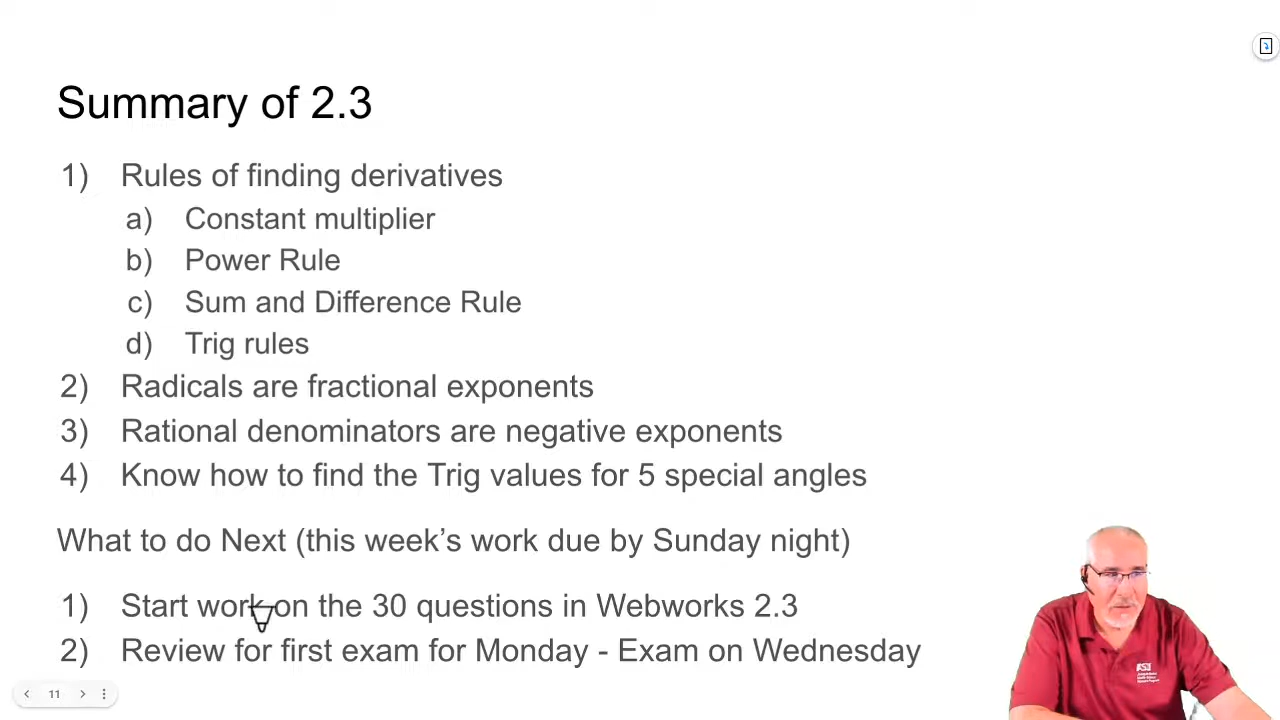 Summary of 2.3
1) Rules of finding derivatives
a) Constant multiplier
b) Power Rule
c) Sum and Difference Rule
d) Trig rules
2) Radicals are fractional exponents
3) Rational denominators are negative exponents
4) Know how to find the Trig values for 5 special angles
What to do Next (this week's work due by Sunday night)
1) Start work on the 30 questions in Webworks 2.3
2) Review for first exam for Monday - Exam on Wednesday
11
ASU